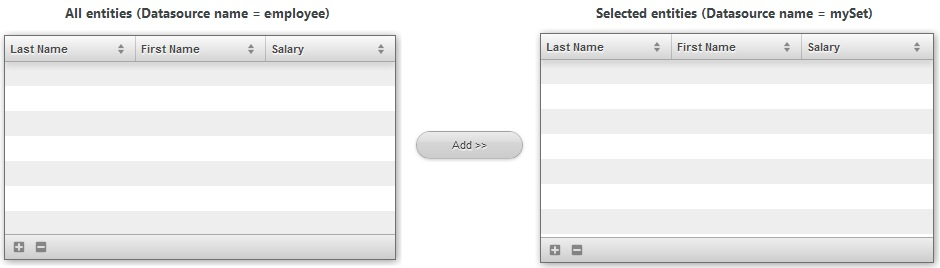 All entities (Datasource name = employee)
Selected entities (Datasource name = mySet)
Last Name First Name Salary
Last Name First Name Salary
Add >>